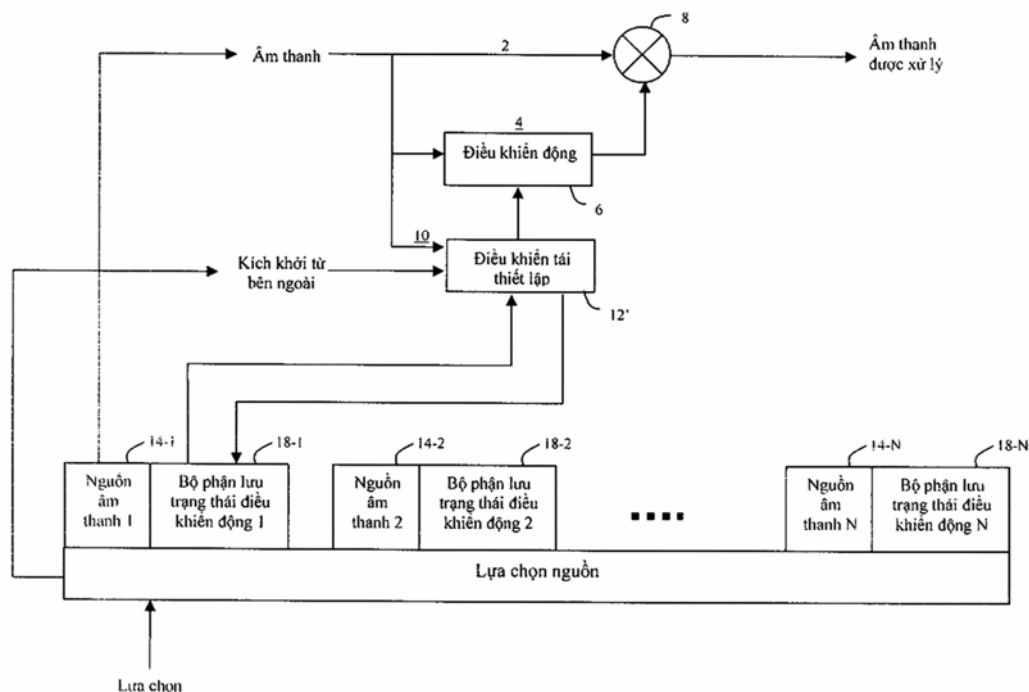 8
Âm thanh
2
Âm thanh
được xử lý
4
Điều khiển động
6
10
Kích khởi từ
bên ngoài
Điều khiển tái
thiết lập
12’
14-1
18-1
14-2
18-2
14-N
18-N
Nguồn
âm
thanh 1
Bộ phận lưu
trạng thái điều
khiển động 1
Nguồn
âm
thanh 2
Bộ phận lưu
trạng thái điều
khiển động 2
Nguồn
âm
thanh N
Bộ phận lưu
trạng thái điều
khiển động N
Lựa chọn nguồn
Lựa chọn